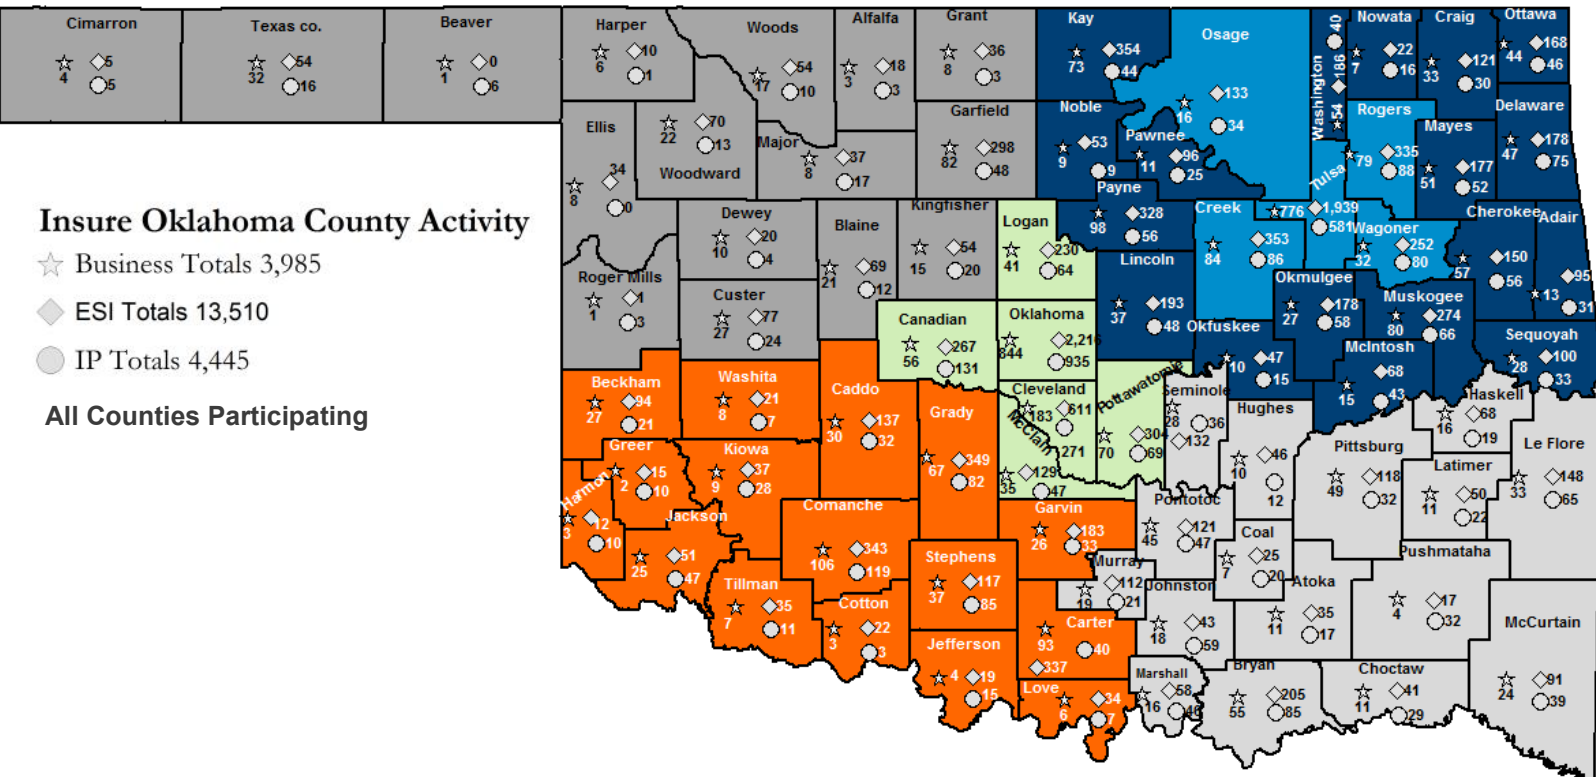 Insure Oklahoma County Activity
Business Totals 3,985
ESI Totals 13,510
IP Totals 4,445
All Counties Participating
Cimarron
4
5
5
Texas co.
32
54
16
Beaver
1
0
6
Harper
6
10
1
Woods
17
54
10
Alfalfa
3
18
3
Grant
8
36
3
Kay
73
354
44
Osage
16
133
34
Washington
54
186
40
Nowata
7
22
16
Craig
33
121
30
Ottawa
44
168
46
Ellis
8
34
0
Woodward
22
70
13
Major
8
37
17
Garfield
82
298
48
Noble
9
53
9
Pawnee
11
96
25
Rogers
79
335
88
Mayes
51
177
52
Delaware
47
178
75
Roger Mills
1
1
3
Dewey
10
20
4
Blaine
21
69
12
Kingfisher
15
54
20
Logan
41
230
64
Payne
98
328
56
Creek
84
353
86
Tulsa
776
1,939
581
Wagoner
32
252
80
Cherokee
57
150
56
Adair
13
95
31
Custer
27
77
24
Canadian
56
267
131
Oklahoma
844
2,216
935
Lincoln
37
193
48
Okfuskee
10
47
15
Okmulgee
27
178
58
Muskogee
80
274
66
McIntosh
15
68
43
Sequoyah
28
100
33
Beckham
27
94
21
Washita
8
21
7
Caddo
30
137
32
Grady
67
349
82
Cleveland
183
611
271
McClain
35
129
47
Pottawatomie
70
304
69
Seminole
28
36
132
Hughes
10
46
12
Pittsburg
49
118
32
Haskell
16
68
19
Latimer
11
50
22
Le Flore
33
148
65
Greer
2
15
10
Harmon
3
12
10
Kiowa
9
37
28
Jackson
25
51
47
Comanche
106
343
119
Tillman
7
35
11
Cotton
3
22
3
Stephens
37
117
85
Jefferson
4
19
15
Garvin
26
183
33
Murray
19
112
21
Carter
93
40
337
Love
6
34
7
Pontotoc
45
121
47
Coal
7
25
20
Johnston
18
43
59
Atoka
11
35
17
Pushmataha
4
17
32
McCurtain
24
91
39
Marshall
16
58
46
Bryan
55
205
85
Choctaw
11
41
29